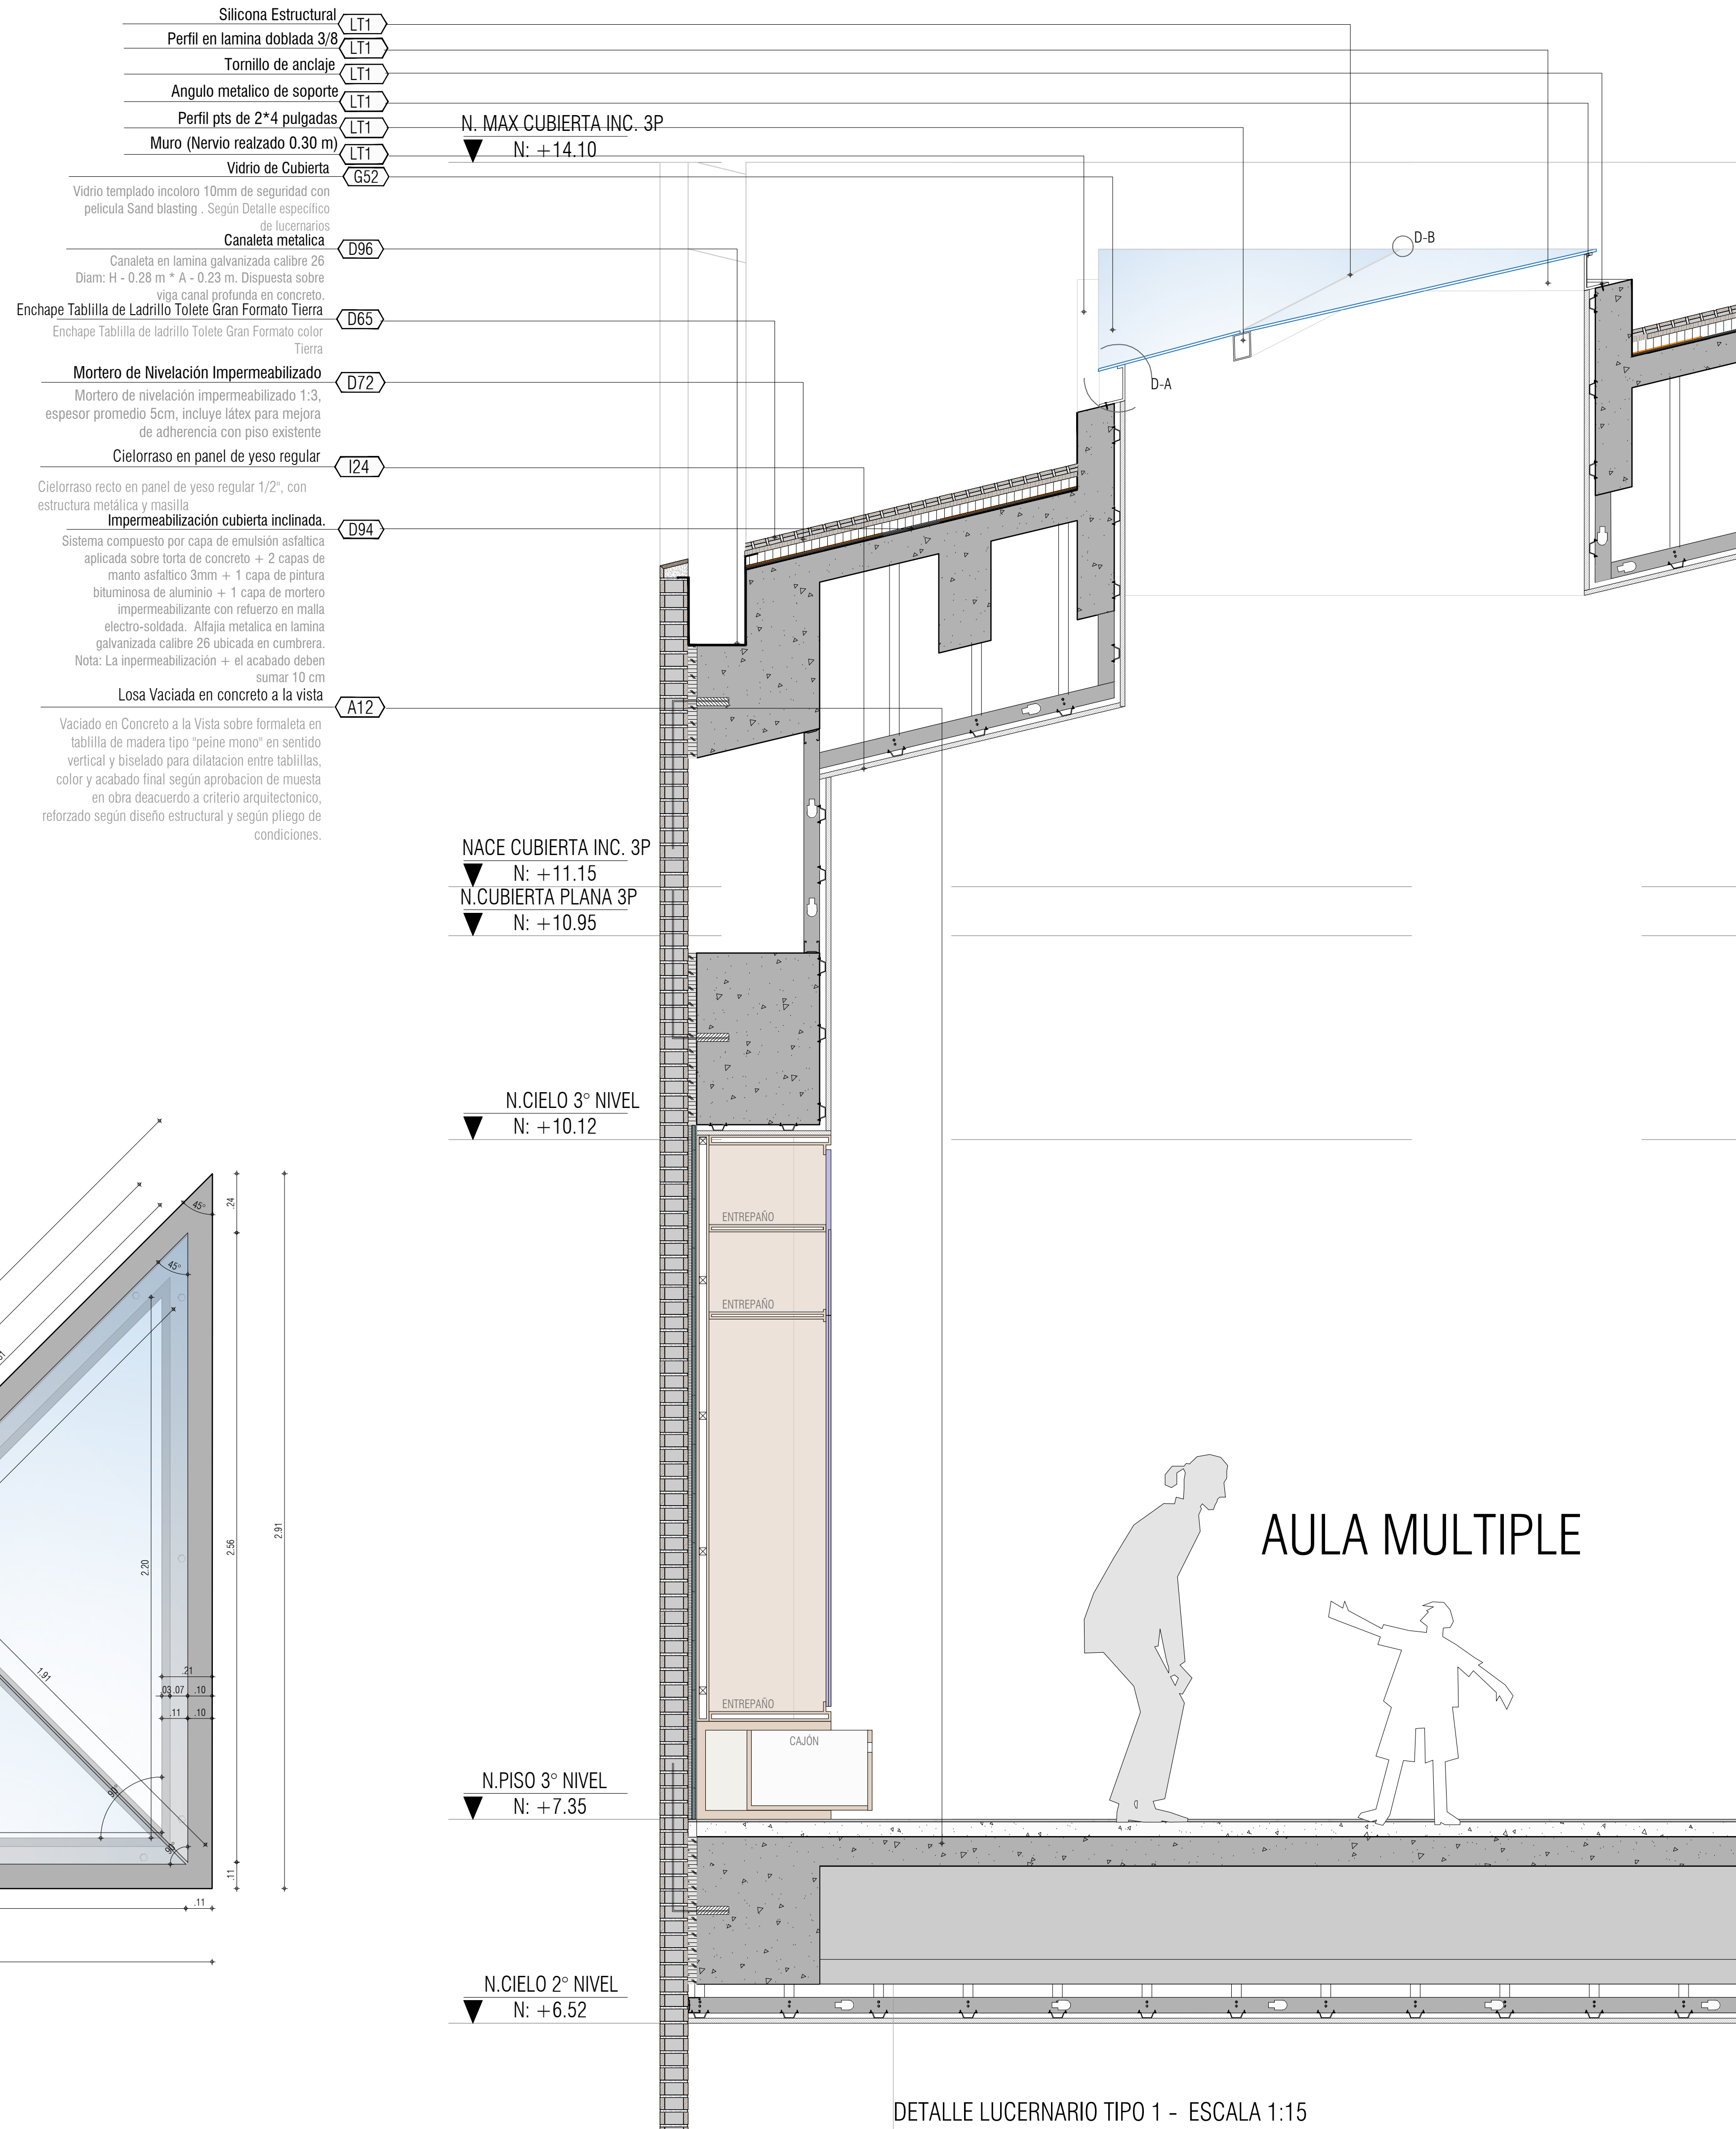 Silicona Estructural
LT1
Perfil en lamina doblada 3/8
LT1
Tornillo de anclaje
LT1
Angulo metalico de soporte
LT1
Perfil pts de 2*4 pulgadas
LT1
Muro (Nervio realzado 0.30 m)
LT1
Vidrio de Cubierta
G52
Vidrio templado incoloro 10mm de seguridad con
pelicula Sand blasting . Según Detalle específico
de lucernarios
Canaleta metalica
D96
Canaleta en lamina galvanizada calibre 26
Diam: H - 0.28 m * A - 0.23 m. Dispuesta sobre
viga canal profunda en concreto.
Enchape Tablilla de Ladrillo Tolete Gran Formato Tierra
D65
Enchape Tablilla de ladrillo Tolete Gran Formato color
Tierra
Mortero de Nivelación Impermeabilizado
D72
Mortero de nivelación impermeabilizado 1:3,
espesor promedio 5cm, incluye látex para mejora
de adherencia con piso existente
Cielorraso en panel de yeso regular
I24
Cielorraso recto en panel de yeso regular 1/2", con
estructura metálica y masilla
Impermeabilización cubierta inclinada.
D94
Sistema compuesto por capa de emulsión asfaltica
aplicada sobre torta de concreto + 2 capas de
manto asfaltico 3mm + 1 capa de pintura
bituminosa de aluminio + 1 capa de mortero
impermeabilizante con refuerzo en malla
electro-soldada. Alfajia metalica en lamina
galvanizada calibre 26 ubicada en cumbrera.
Nota: La inpermeabilización + el acabado deben
sumar 10 cm
Losa Vaciada en concreto a la vista
A12
Vaciado en Concreto a la Vista sobre formaleta en
tablilla de madera tipo "peine mono" en sentido
vertical y biselado para dilatacion entre tablillas,
color y acabado final según aprobacion de muesta
en obra deacuerdo a criterio arquitectonico,
reforzado según diseño estructural y según pliego de
condiciones.
N. MAX CUBIERTA INC. 3P
N: +14.10
D-B
D-A
NACE CUBIERTA INC. 3P
N: +11.15
N.CUBIERTA PLANA 3P
N: +10.95
N.CIELO 3° NIVEL
N: +10.12
ENTREPAÑO
ENTREPAÑO
ENTREPAÑO
CAJÓN
AULA MULTIPLE
N.PISO 3° NIVEL
N: +7.35
N.CIELO 2° NIVEL
N: +6.52
45°
.24
45°
2.20
2.56
2.91
1.91
.21
.03
.07
.10
.11
.10
90°
90°
.11
.11
DETALLE LUCERNARIO TIPO 1 - ESCALA 1:15